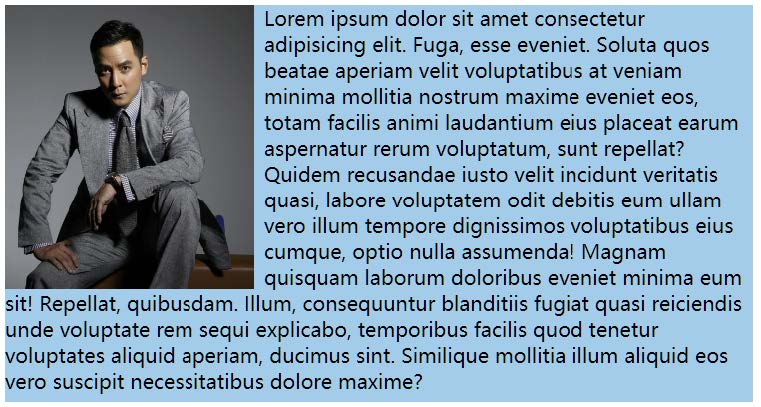 Lorem ipsum dolor sit amet consectetur
adipisicing elit. Fuga, esse eveniet. Soluta quos
beatae aperiam velit voluptatibus at veniam
minima mollitia nostrum maxime eveniet eos,
totam facilis animi laudantium eius placeat earum
aspernatur rerum voluptatum, sunt repellat?
Quidem recusandae iusto velit incidunt veritatis
quasi, labore voluptatem odit debitis eum ullam
vero illum tempore dignissimos voluptatibus eius
cumque, optio nulla assumenda! Magnam
quisquam laborum doloribus eveniet minima eum
sit! Repellat, quibusdam. Illum, consequuntur blanditiis fugiat quasi reiciendis
unde voluptate rem sequi explicabo, temporibus facilis quod tenetur
voluptates aliquid aperiam, ducimus sint. Similique mollitia illum aliquid eos
vero suscipit necessitatibus dolore maxime?